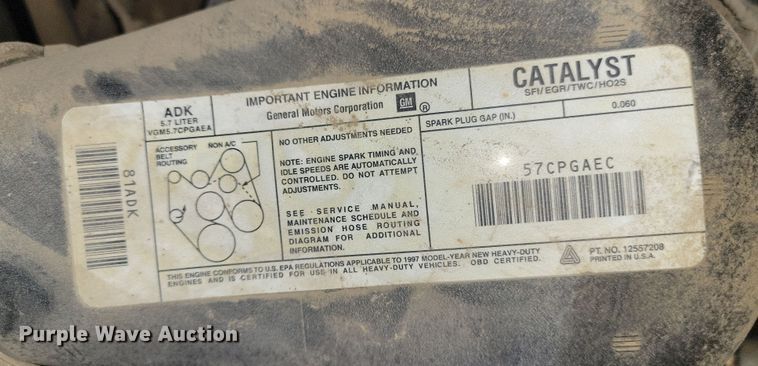 81ADK
ADK
5.7 LITER
VGM5.7CPGAEA
IMPORTANT ENGINE INFORMATION
General Motors Corporation GM ®
CATALYST
SFI/EGR/TWC/HO2S
ACCESSORY
BELT
ROUTING
NON A/C
NO OTHER ADJUSTMENTS NEEDED
NOTE: ENGINE SPARK TIMING AND
IDLE SPEEDS ARE AUTOMATICALLY
CONTROLLED. DO NOT ATTEMPT
ADJUSTMENTS.
SEE SERVICE MANUAL,
MAINTENANCE SCHEDULE AND
EMISSION HOSE ROUTING
DIAGRAM FOR ADDITIONAL
INFORMATION.
SPARK PLUG GAP (IN.) 0.060
57CPGAEC
THIS ENGINE CONFORMS TO U.S. EPA REGULATIONS APPLICABLE TO 1997 MODEL-YEAR NEW HEAVY-DUTY
ENGINES AND IS CERTIFIED FOR USE IN ALL HEAVY-DUTY VEHICLES. OBD CERTIFIED.
PT. NO. 12557208
PRINTED IN U.S.A.
Purple Wave Auction